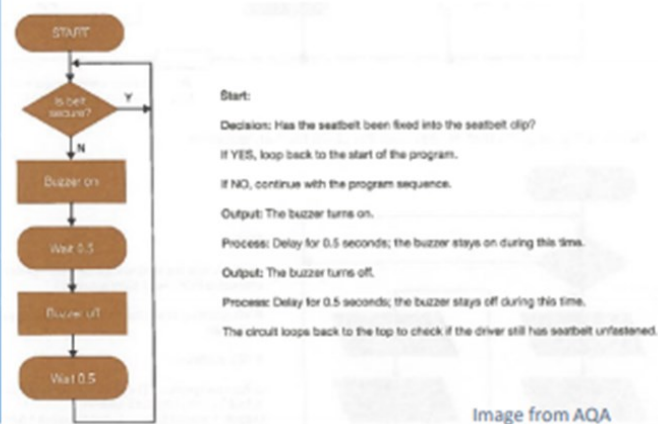 START
Is belt
secure?
Y
N
Buzzer on
Wait 0.5
Buzzer off
Wait 0.5
Start:
Decision: Has the seatbelt been fixed into the seatbelt clip?
If YES, loop back to the start of the program.
If NO, continue with the program sequence.
Output: The buzzer turns on.
Process: Delay for 0.5 seconds; the buzzer stays on during this time.
Output: The buzzer turns off.
Process: Delay for 0.5 seconds; the buzzer stays off during this time.
The circuit loops back to the top to check if the driver still has seatbelt unfastened.
Image from AQA